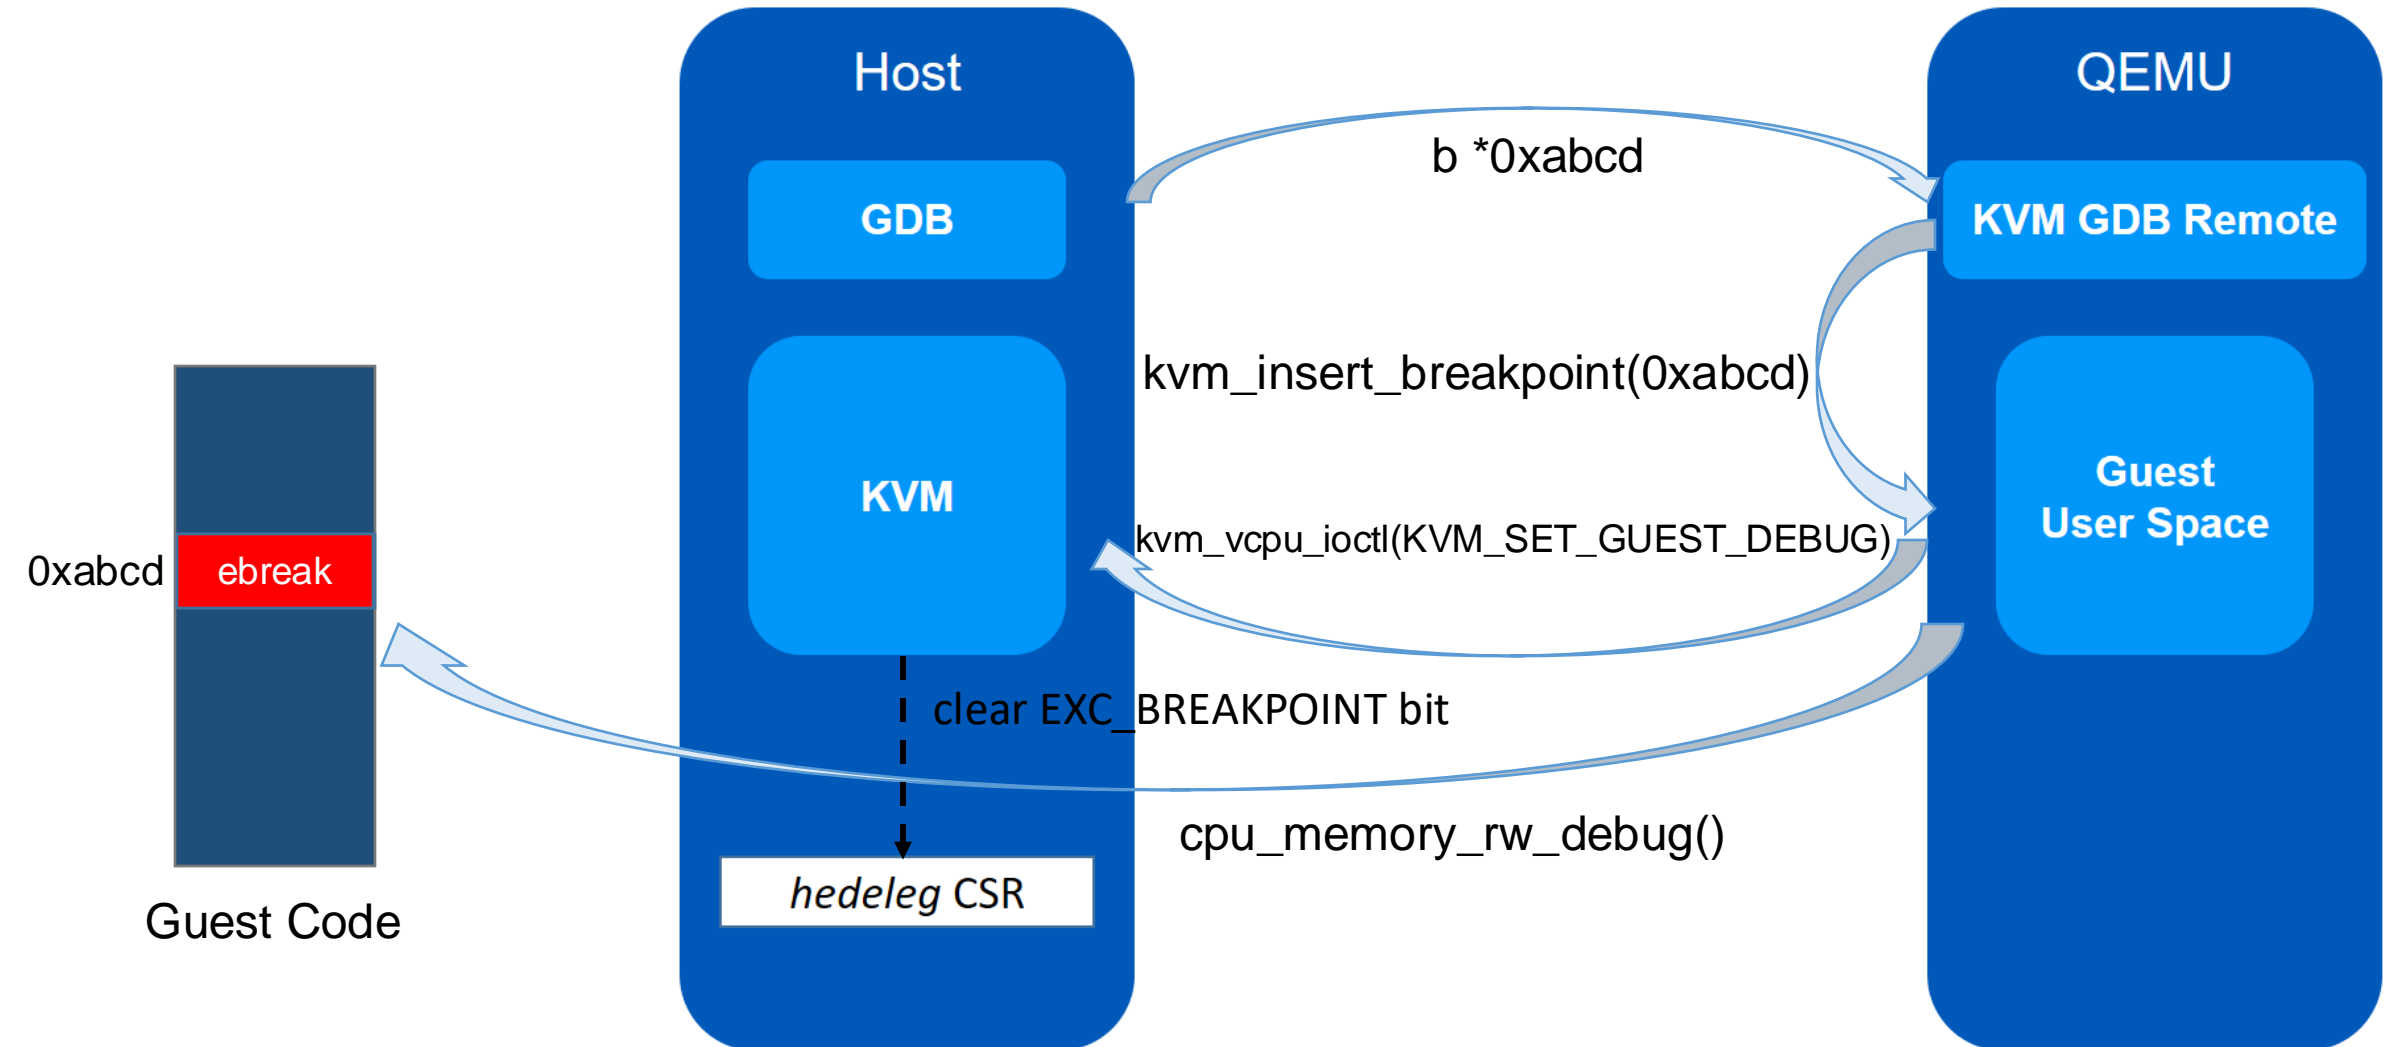 Host
QEMU
b *0xabcd
GDB
KVM GDB Remote
kvm_insert_breakpoint(0xabcd)
KVM
Guest
User Space
kvm_vcpu_ioctl(KVM_SET_GUEST_DEBUG)
0xabcd
ebreak
clear EXC_BREAKPOINT bit
cpu_memory_rw_debug()
hedeleg CSR
Guest Code